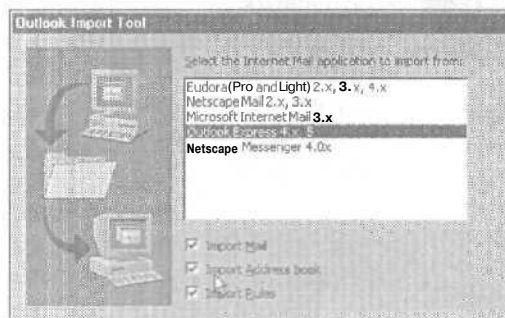 Outlook Import Tool
Select the Internet Mail application to import from:
Eudora(Pro and Light) 2.x, 3.x, 4.x
Netscape Mail 2.x, 3.x
Microsoft Internet Mail 3.x
Outlook Express 4.x, 5
Netscape Messenger 4.0x
Import Mail
Import Address book
Import Rules